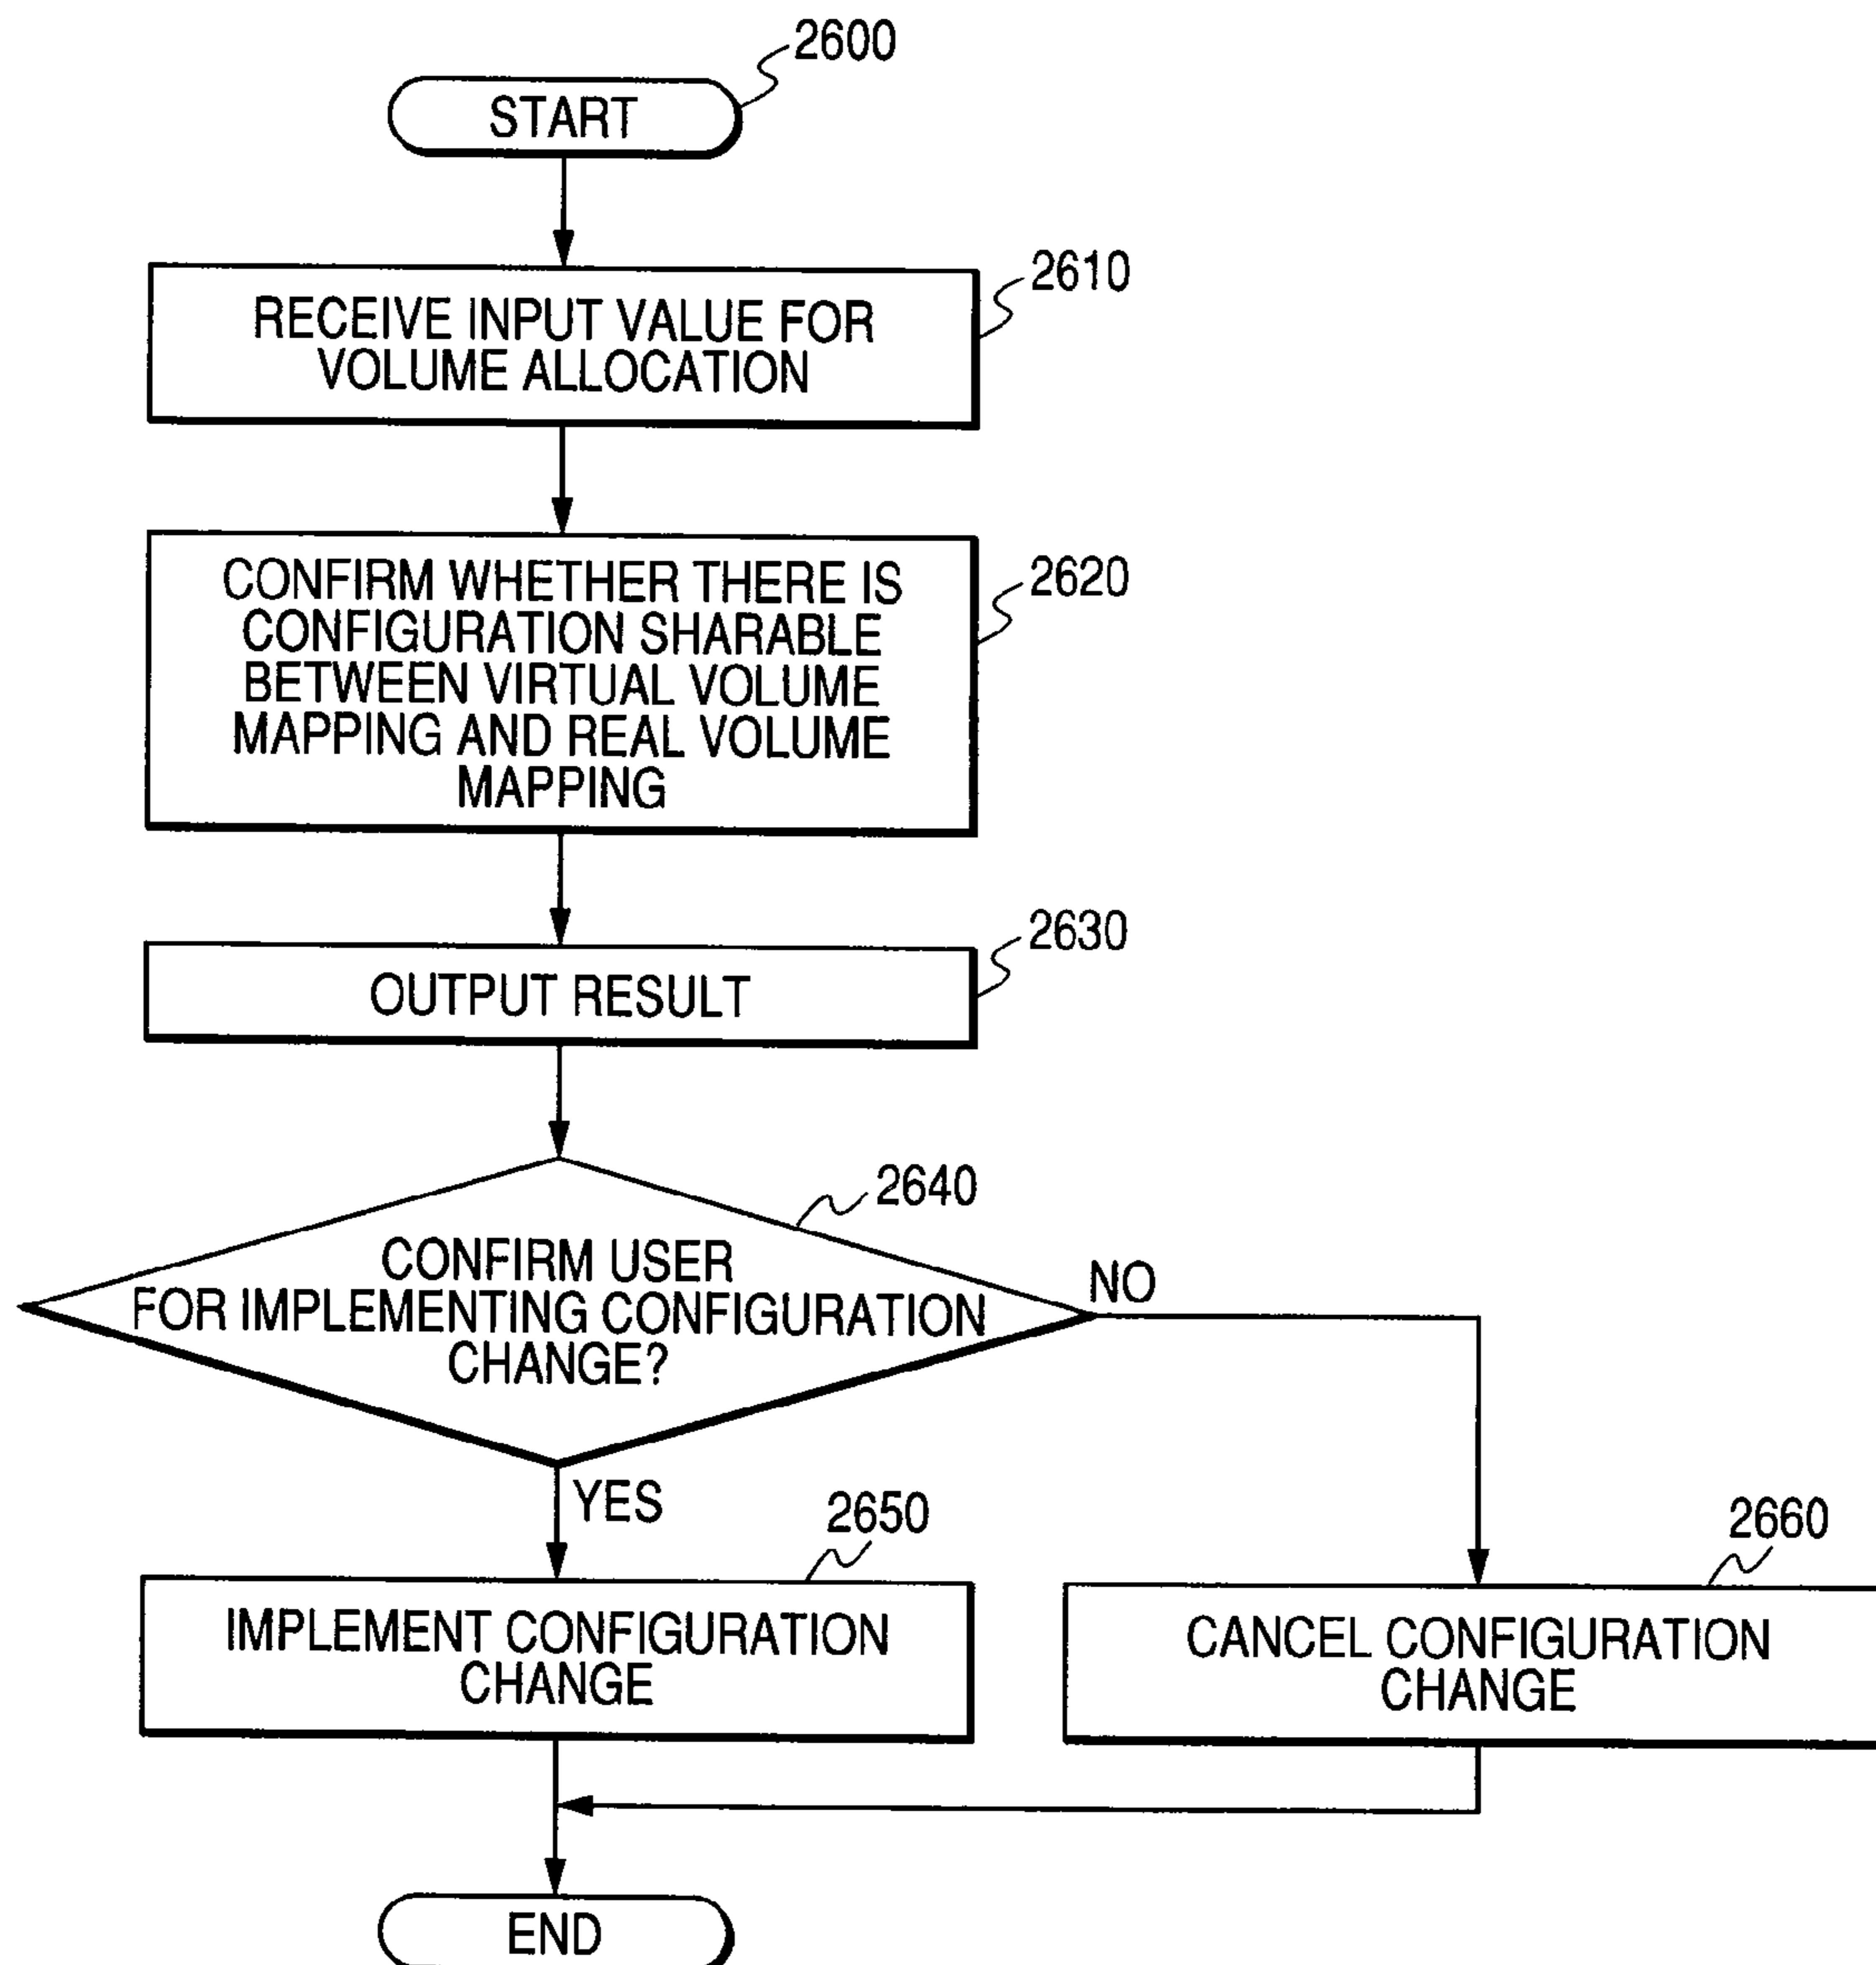 2600
START
2610
RECEIVE INPUT VALUE FOR
VOLUME ALLOCATION
2620
CONFIRM WHETHER THERE IS
CONFIGURATION SHARABLE
BETWEEN VIRTUAL VOLUME
MAPPING AND REAL VOLUME
MAPPING
2630
OUTPUT RESULT
2640
CONFIRM USER
FOR IMPLEMENTING CONFIGURATION
CHANGE?
NO
YES
2650
IMPLEMENT CONFIGURATION
CHANGE
2660
CANCEL CONFIGURATION
CHANGE
END